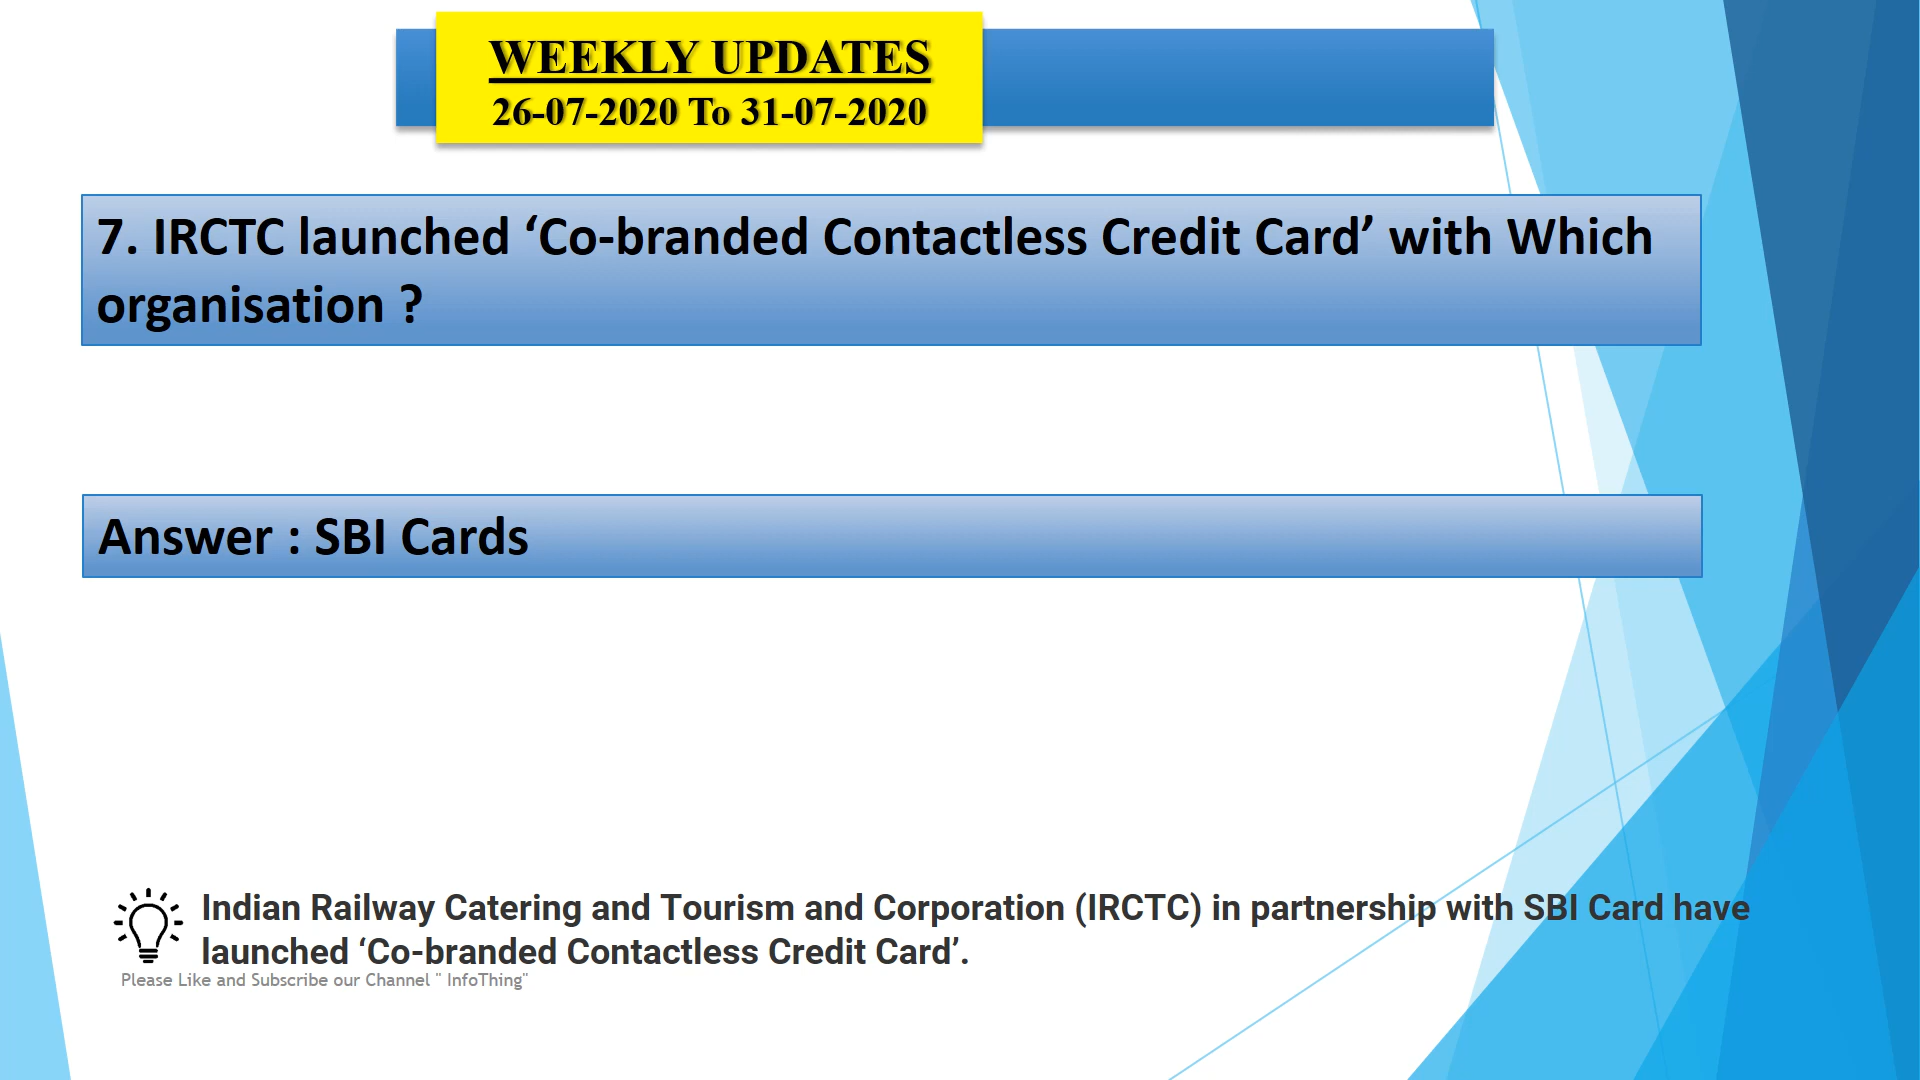 WEEKLY UPDATES
26-07-2020 To 31-07-2020
7. IRCTC launched ‘Co-branded Contactless Credit Card’ with Which
organisation ?
Answer : SBI Cards
Indian Railway Catering and Tourism and Corporation (IRCTC) in partnership with SBI Card have
launched ‘Co-branded Contactless Credit Card’.
Please Like and Subscribe our Channel " InfoThing"